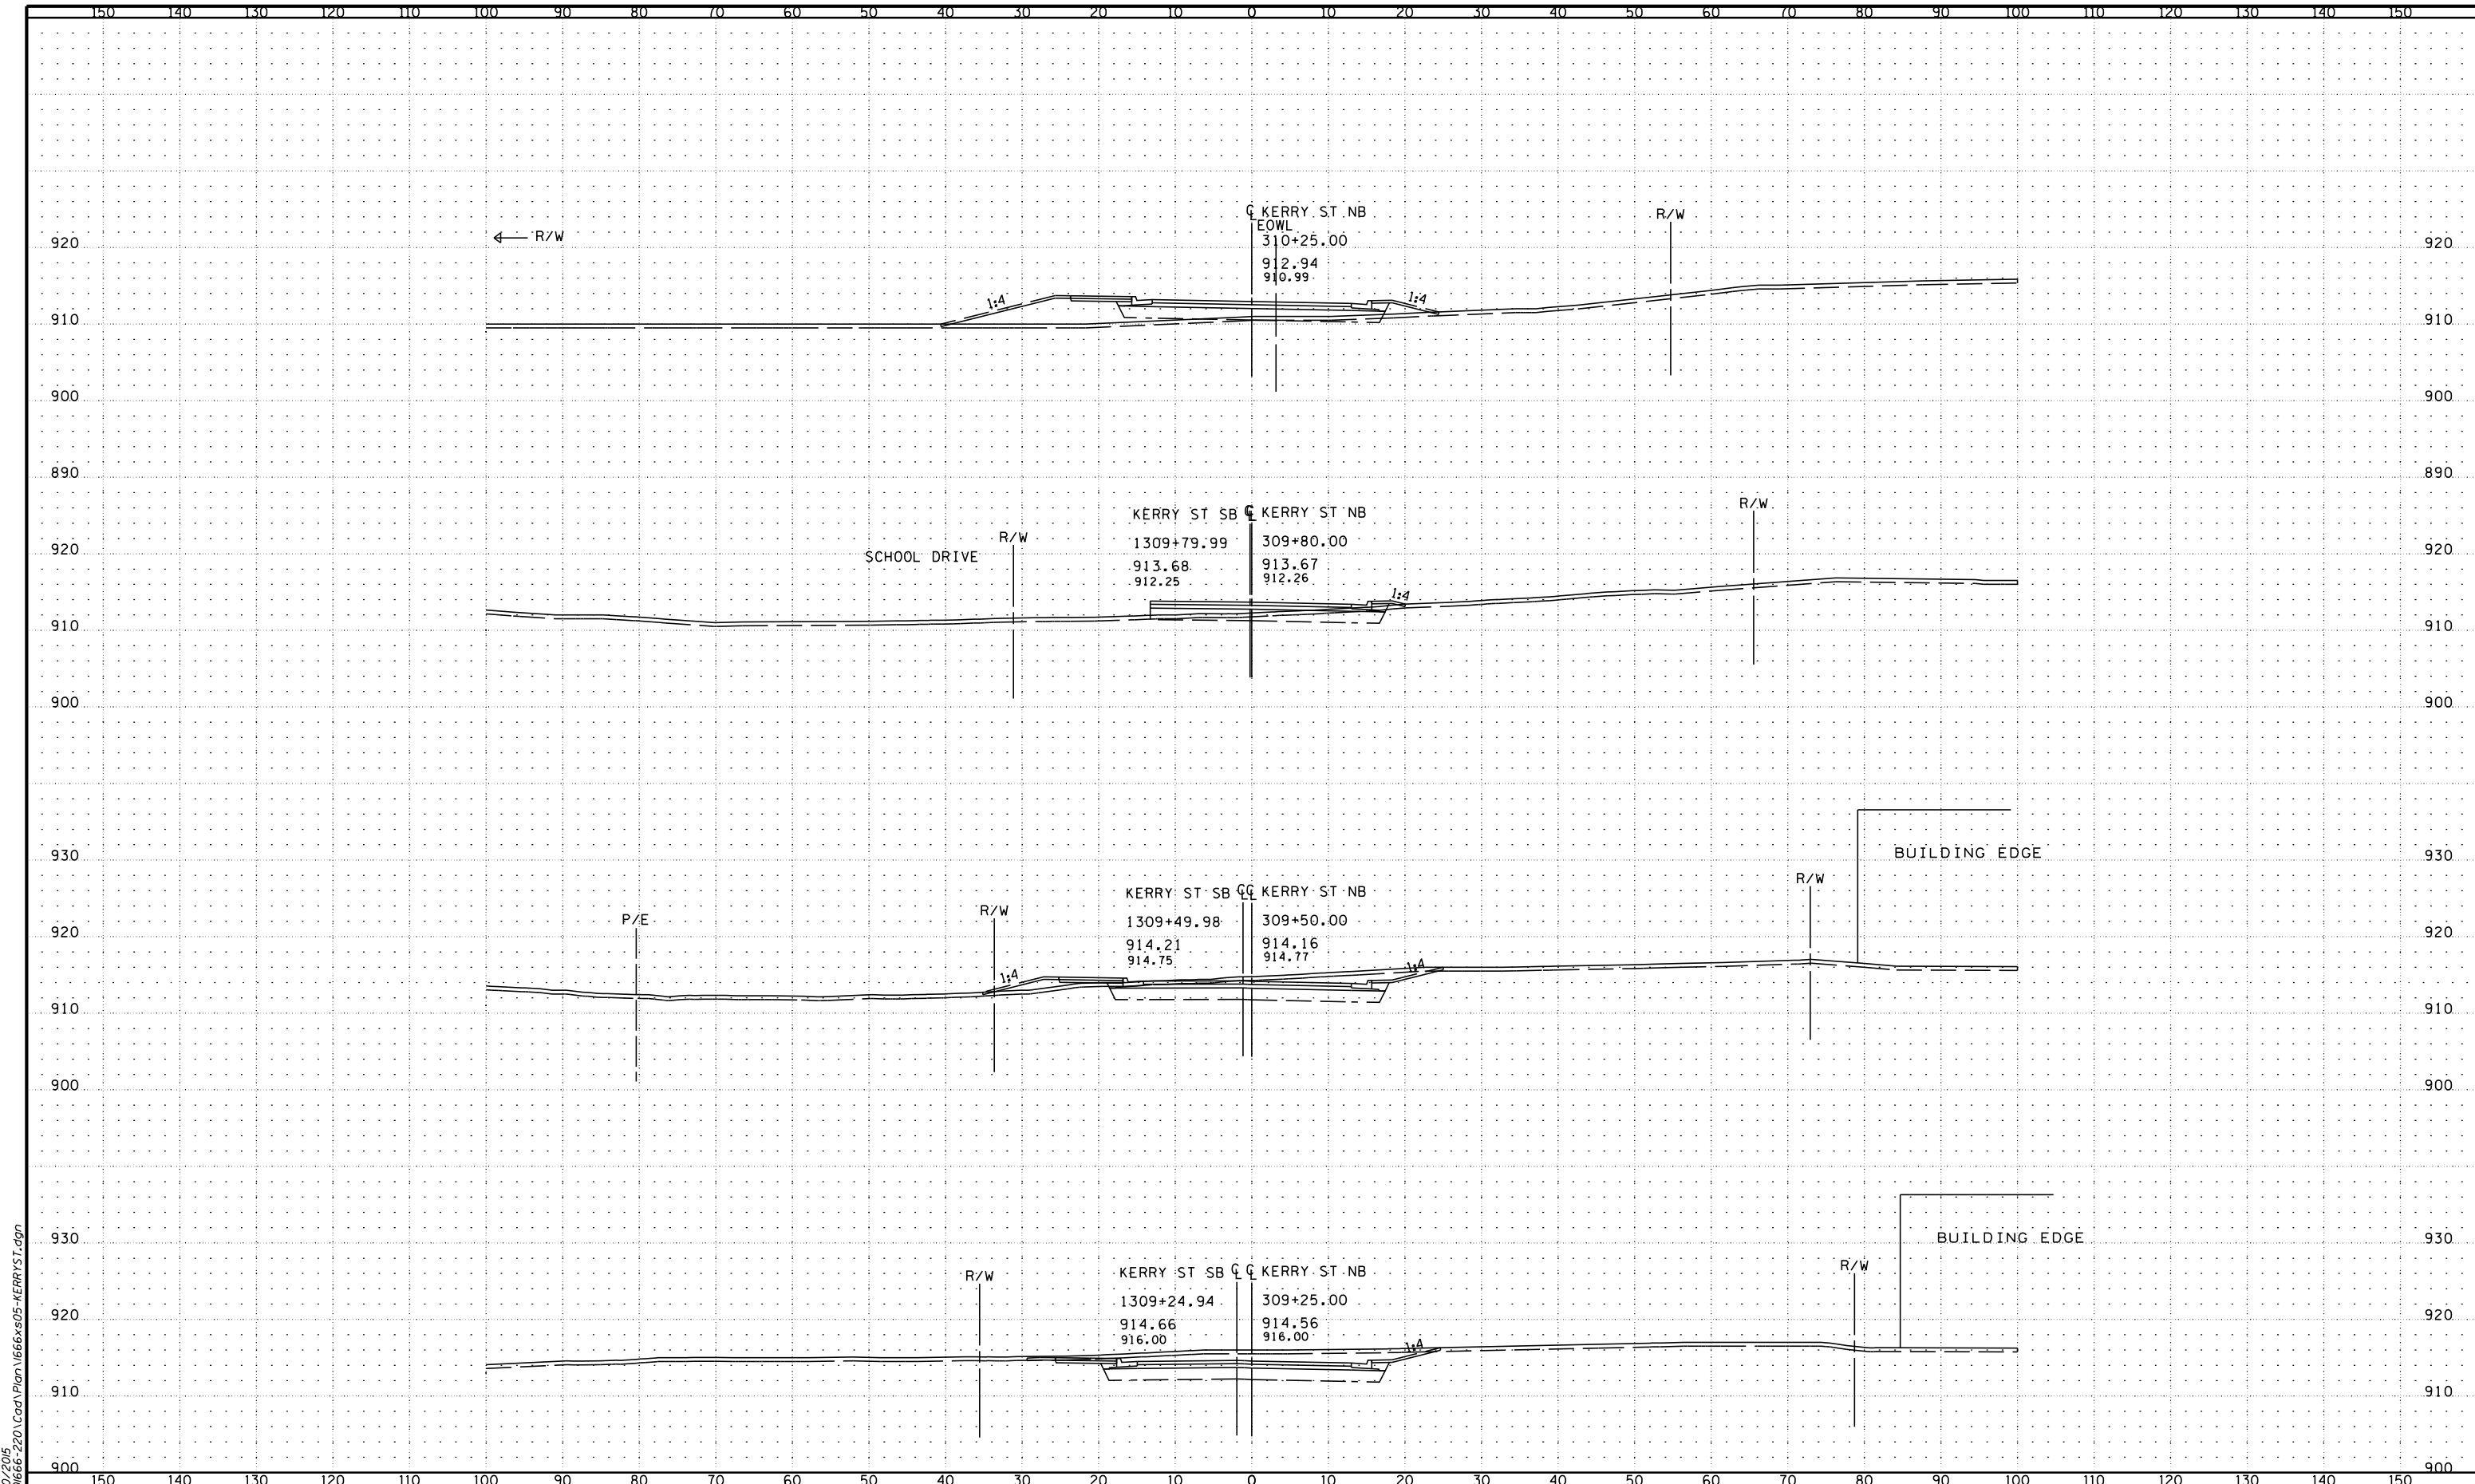 150 140 130 120 110 100 90 80 70 60 50 40 30 20 10 0 10 20 30 40 50 60 70 80 90 100 110 120 130 140 150
℄ KERRY ST NB
EOWL
R/W
R/W
310+25.00
920
920
912.94
910.99
1:4
1:4
910
910
900
900
890
890
R/W
KERRY ST SB ℄ ℄ KERRY ST NB
R/W
1309+79.99
309+80.00
920
SCHOOL DRIVE
920
913.68
913.67
912.25
912.26
1:4
910
910
900
900
930
BUILDING EDGE
930
R/W
KERRY ST SB ℄ ℄ KERRY ST NB
R/W
P/E
1309+49.98
309+50.00
920
920
914.21
914.16
914.75
914.77
1:4
1:4
910
910
900
900
930
BUILDING EDGE
930
R/W
R/W
KERRY ST SB ℄ ℄ KERRY ST NB
1309+24.94
309+25.00
920
920
914.66
914.56
916.00
916.00
1:4
910
910
900
900
150 140 130 120 110 100 90 80 70 60 50 40 30 20 10 0 10 20 30 40 50 60 70 80 90 100 110 120 130 140 150
0/2015
1666-220\Cad\Plan\1666xs05-KERRYST.dgn